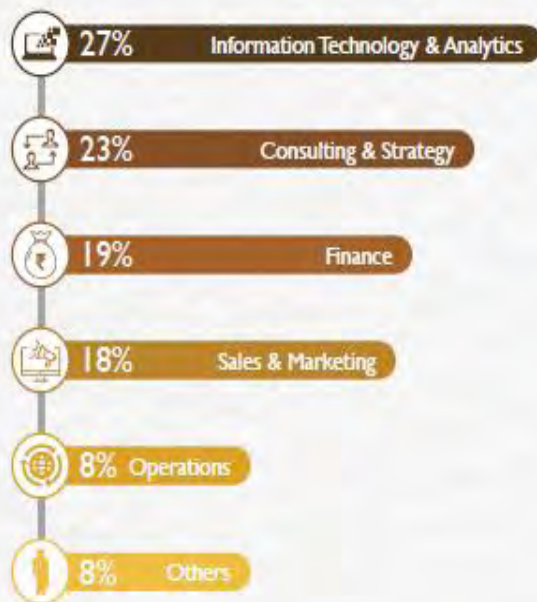 27% Information Technology & Analytics
23% Consulting & Strategy
₹ 19% Finance
18% Sales & Marketing
8% Operations
8% Others